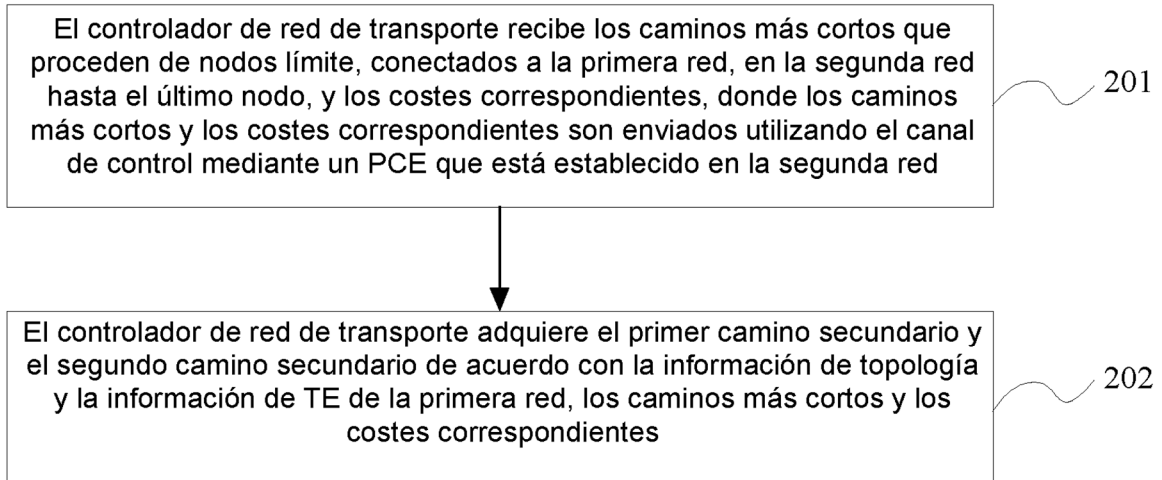 El controlador de red de transporte recibe los caminos más cortos que
proceden de nodos límite, conectados a la primera red, en la segunda red
hasta el último nodo, y los costes correspondientes, donde los caminos
más cortos y los costes correspondientes son enviados utilizando el canal
de control mediante un PCE que está establecido en la segunda red
201
El controlador de red de transporte adquiere el primer camino secundario y
el segundo camino secundario de acuerdo con la información de topología
y la información de TE de la primera red, los caminos más cortos y los
costes correspondientes
202